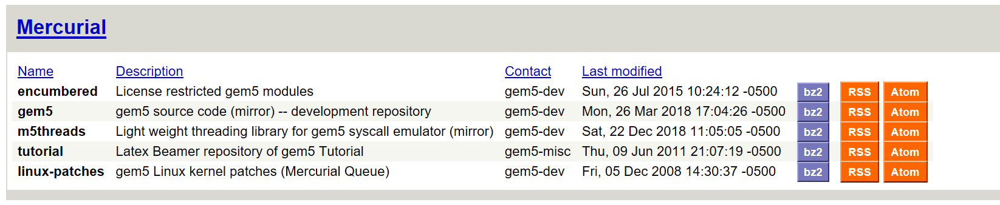 Mercurial
Name Description Contact Last modified
encumbered License restricted gem5 modules gem5-dev Sun, 26 Jul 2015 10:24:12 -0500 bz2 RSS Atom
gem5 gem5 source code (mirror) -- development repository gem5-dev Mon, 26 Mar 2018 17:04:26 -0500 bz2 RSS Atom
m5threads Light weight threading library for gem5 syscall emulator (mirror) gem5-dev Sat, 22 Dec 2018 11:05:05 -0500 bz2 RSS Atom
tutorial Latex Beamer repository of gem5 Tutorial gem5-misc Thu, 09 Jun 2011 21:07:19 -0500 bz2 RSS Atom
linux-patches gem5 Linux kernel patches (Mercurial Queue) gem5-dev Fri, 05 Dec 2008 14:30:37 -0500 bz2 RSS Atom